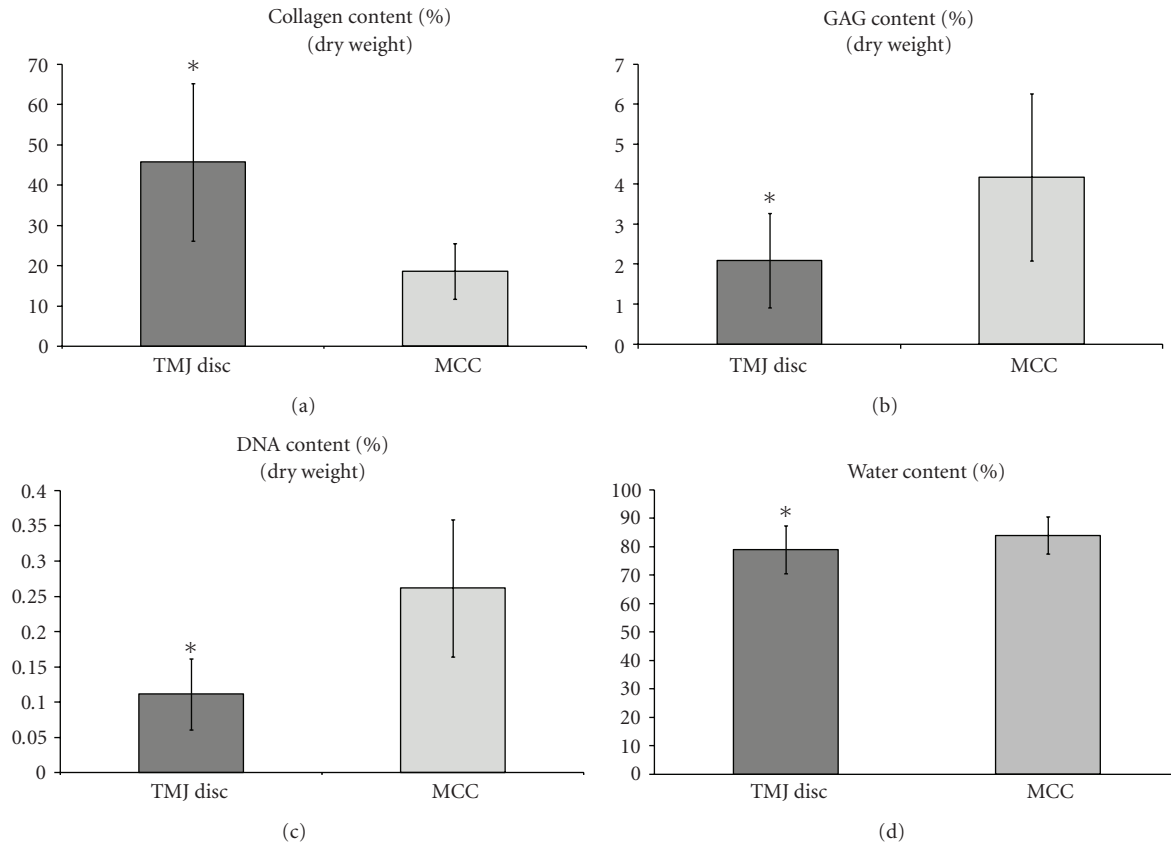 Collagen content (%)
(dry weight)
70
60
50
40
30
20
10
0
*
TMJ disc
MCC
(a)
GAG content (%)
(dry weight)
7
6
5
4
3
2
1
0
*
TMJ disc
MCC
(b)
DNA content (%)
(dry weight)
0.4
0.35
0.3
0.25
0.2
0.15
0.1
0.05
0
*
TMJ disc
MCC
(c)
Water content (%)
100
90
80
70
60
50
40
30
20
10
0
*
TMJ disc
MCC
(d)